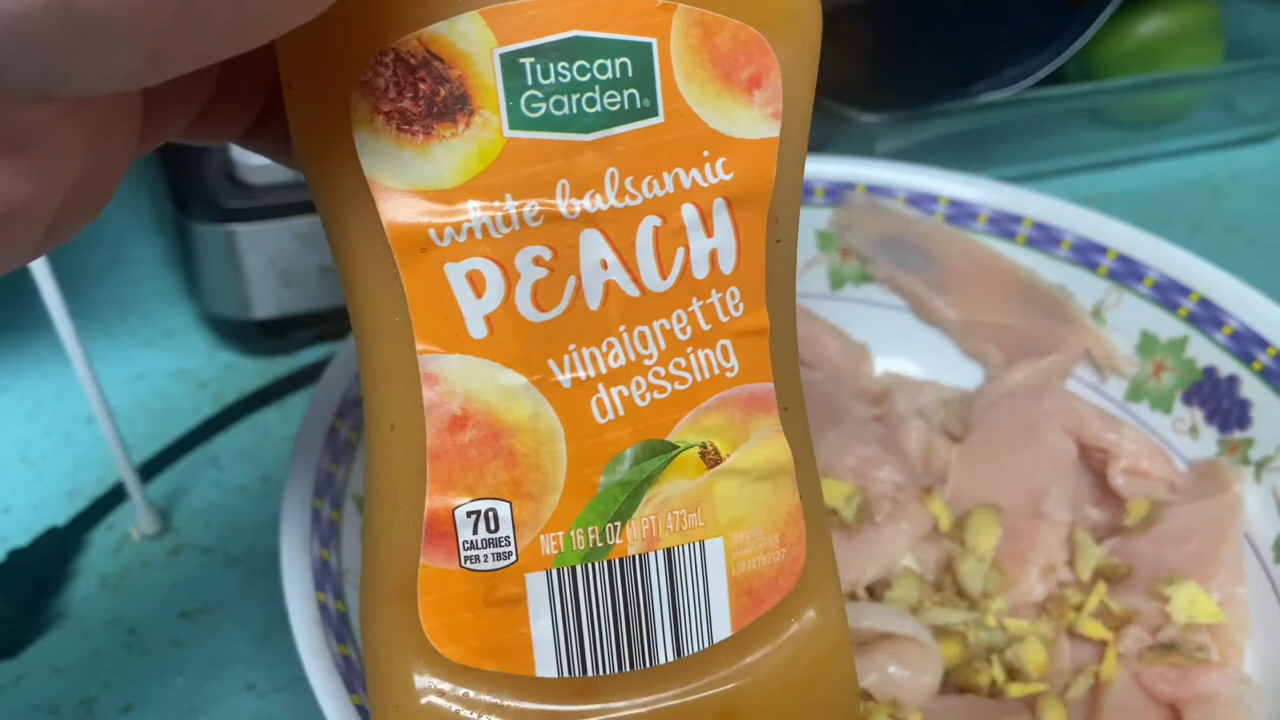 Tuscan
Garden®
white balsamic
PEACH
vinaigrette
dressing
70
CALORIES
PER 2 TBSP
NET 16 FL OZ (1 PT) 473mL